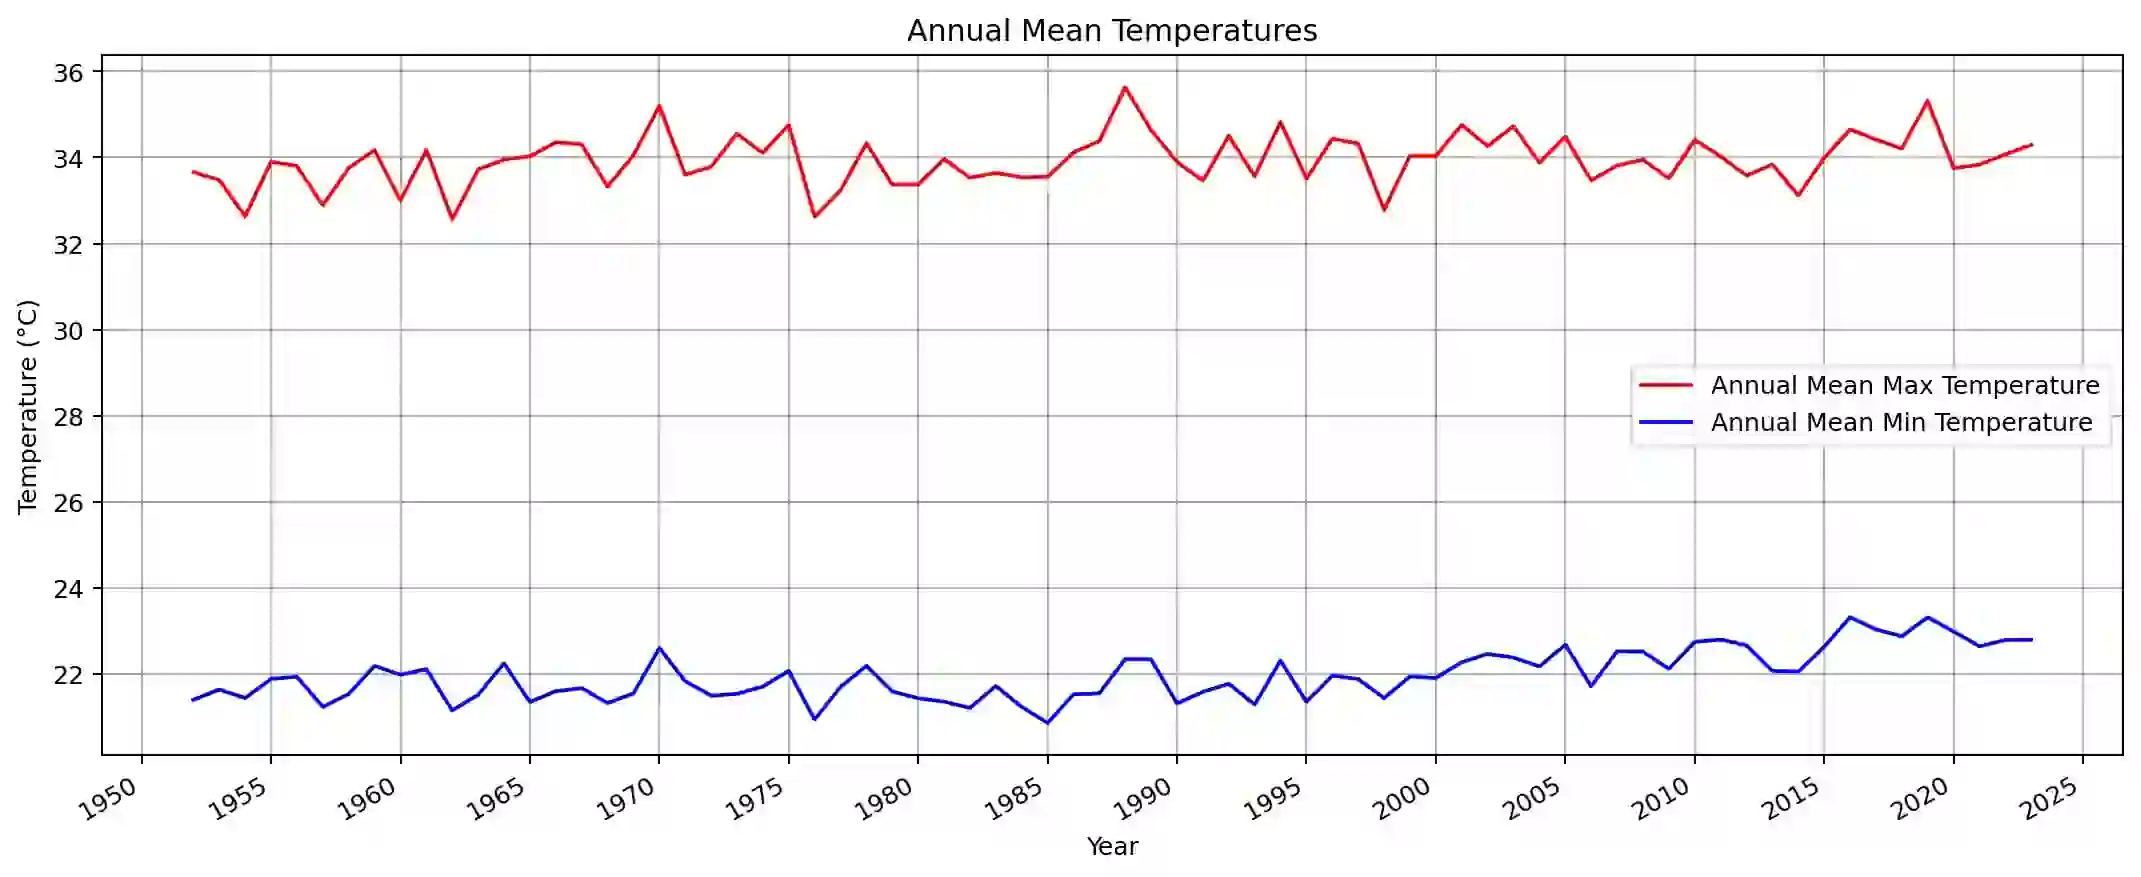 Annual Mean Temperatures
36
34
32
30
28
26
24
22
Temperature (°C)
Annual Mean Max Temperature
Annual Mean Min Temperature
1950 1955 1960 1965 1970 1975 1980 1985 1990 1995 2000 2005 2010 2015 2020 2025
Year